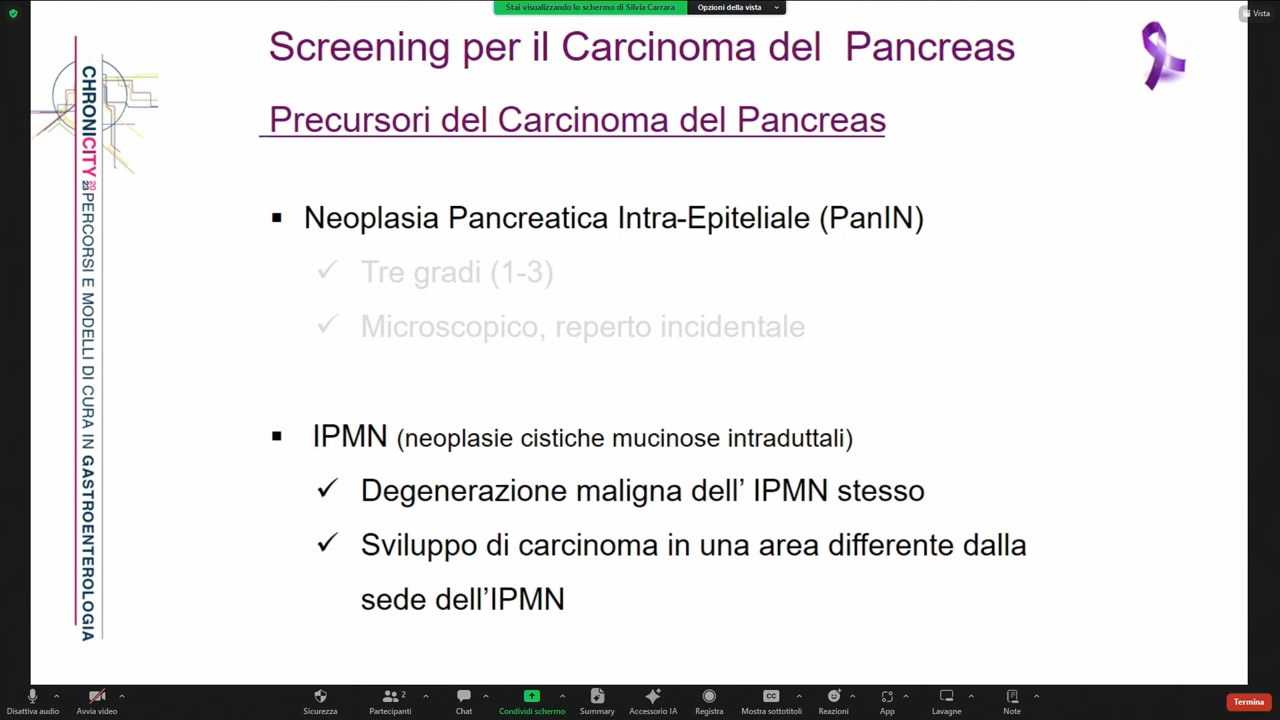 Stai visualizzando lo schermo di Silvia Carrara
Opzioni della vista
Vista
Screening per il Carcinoma del Pancreas
Precursori del Carcinoma del Pancreas
CHRONICITY 2023 PERCORSI E MODELLI DI CURA IN GASTROENTEROLOGIA
▪ Neoplasia Pancreatica Intra-Epiteliale (PanIN)
✓ Tre gradi (1-3)
✓ Microscopico, reperto incidentale
▪ IPMN (neoplasie cistiche mucinose intraduttali)
✓ Degenerazione maligna dell’ IPMN stesso
✓ Sviluppo di carcinoma in una area differente dalla
sede dell’IPMN
Disattiva audio
Avvia video
Sicurezza
Partecipanti 2
Chat
Condividi schermo
Summary
Accessorio IA
Registra
CC
Mostra sottotitoli
Reazioni
App
Lavagne
Note
Termina